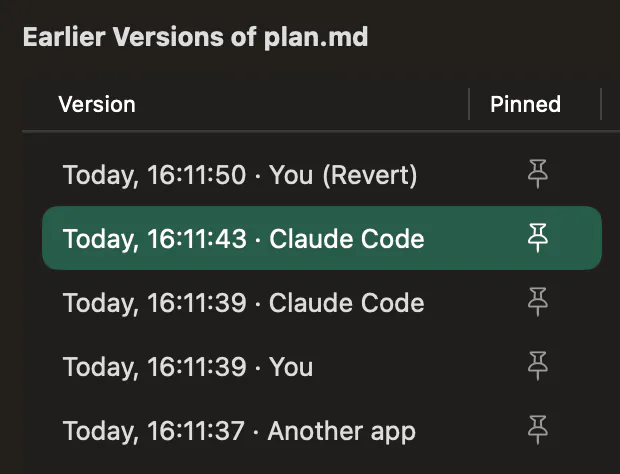 Earlier Versions of plan.md
Version Pinned
Today, 16:11:50 · You (Revert)
Today, 16:11:43 · Claude Code
Today, 16:11:39 · Claude Code
Today, 16:11:39 · You
Today, 16:11:37 · Another app